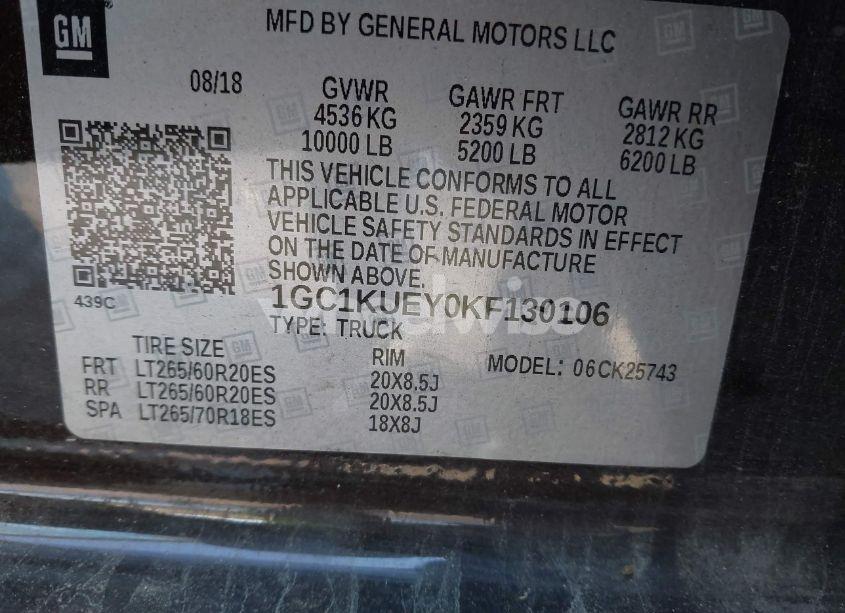 GM
MFD BY GENERAL MOTORS LLC
08/18
GVWR
4536 KG
10000 LB
GAWR FRT
2359 KG
5200 LB
GAWR RR
2812 KG
6200 LB
THIS VEHICLE CONFORMS TO ALL
APPLICABLE U.S. FEDERAL MOTOR
VEHICLE SAFETY STANDARDS IN EFFECT
ON THE DATE OF MANUFACTURE
SHOWN ABOVE.
439C
1GC1KUEY0KF130106
TYPE: TRUCK
MODEL: 06CK25743
TIRE SIZE RIM
FRT LT265/60R20ES 20X8.5J
RR LT265/60R20ES 20X8.5J
SPA LT265/70R18ES 18X8J